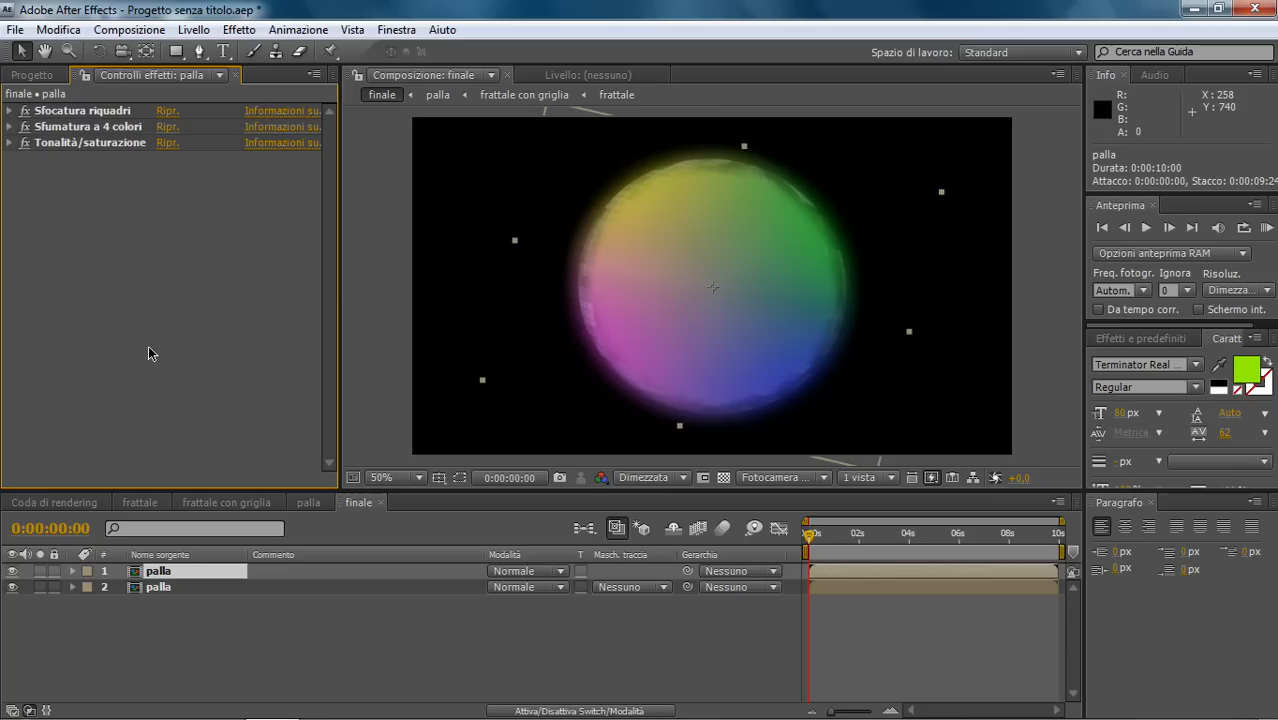 Adobe After Effects - Progetto senza titolo.aep *
File Modifica Composizione Livello Effetto Animazione Vista Finestra Aiuto
Spazio di lavoro: Standard Cerca nella Guida
Progetto Controlli effetti: palla Composizione: finale Livello: (nessuno) Info Audio
finale • palla
finale palla frattale con griglia frattale
Sfocatura riquadri Ripr. Informazioni su.
Sfumatura a 4 colori Ripr. Informazioni su.
Tonalità/saturazione Ripr. Informazioni su.
R: X : 258
G: Y : 740
B:
A: 0
palla
Durata: 0:00:10:00
Attacco: 0:00:00:00, Stacco: 0:00:09:24
Anteprima
Opzioni anteprima RAM
Freq. fotogr. Ignora Risoluz.
Autom. 0 Dimezza...
Da tempo corr. Schermo int.
Effetti e predefiniti Caratt
Terminator Real ...
Regular
80 px Auto
Metrica 62
- px
50% 0:00:00:00 Dimezzata Fotocamera ... 1 vista +0,0
Coda di rendering frattale frattale con griglia palla finale
0:00:00:00
02s 04s 06s 08s 10s
# Nome sorgente Commento Modalità T Masch. traccia Gerarchia
1 palla Normale Nessuno
2 palla Normale Nessuno Nessuno
Attiva/Disattiva Switch/Modalità
Paragrafo
0 px 0 px 0 px
0 px 0 px